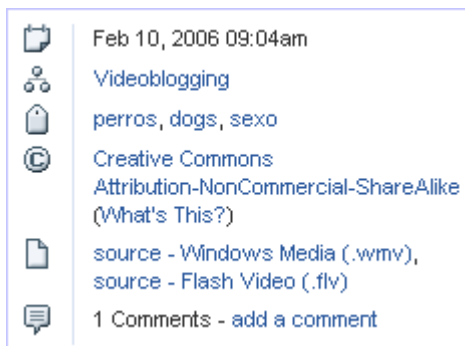 Feb 10, 2006 09:04am
Videoblogging
perros, dogs, sexo
Creative Commons
Attribution-NonCommercial-ShareAlike
(What's This?)
source - Windows Media (.wmv),
source - Flash Video (.flv)
1 Comments - add a comment